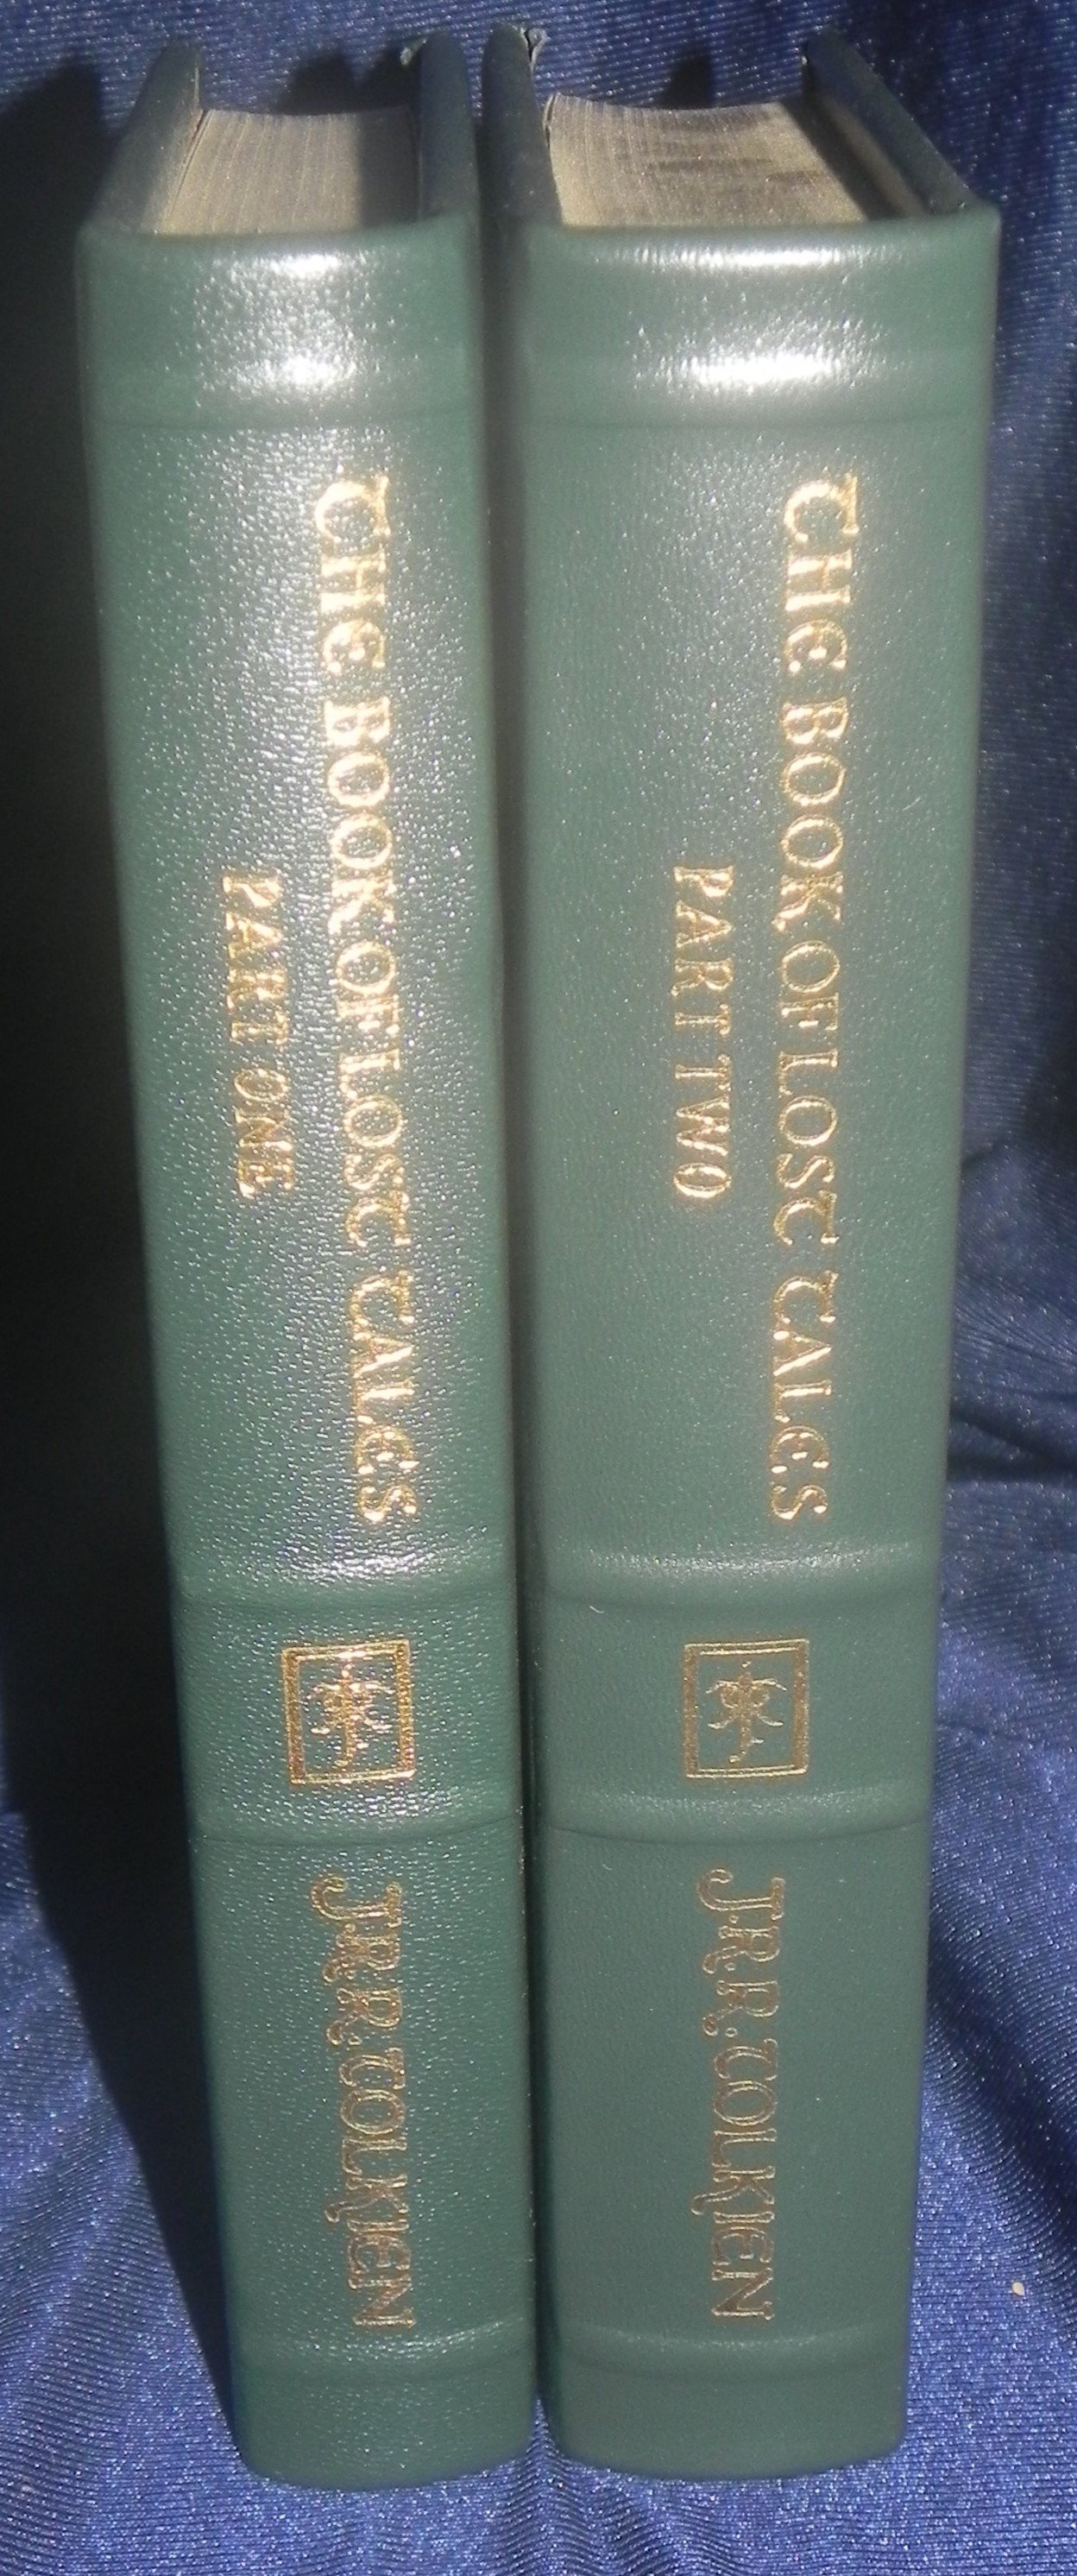 THE BOOK OF LOST TALES
PART ONE
J.R.R. TOLKIEN
THE BOOK OF LOST TALES
PART TWO
J.R.R. TOLKIEN